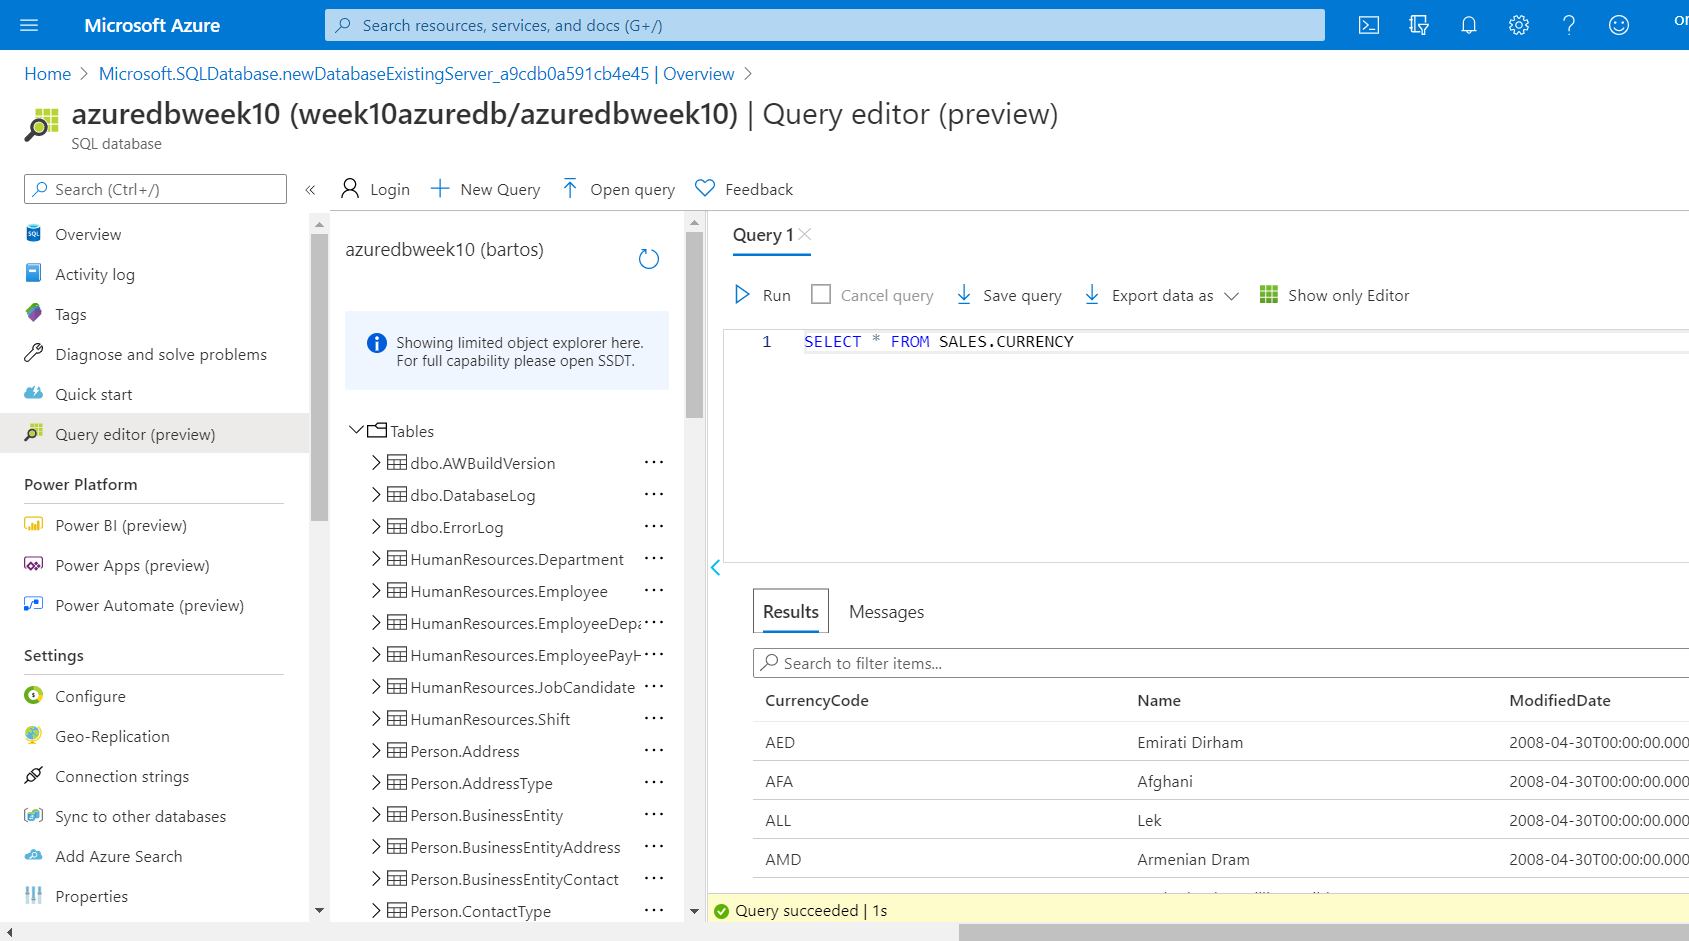 Microsoft Azure
Search resources, services, and docs (G+/)
Home > Microsoft.SQLDatabase.newDatabaseExistingServer_a9cdb0a591cb4e45 | Overview >
azuredbweek10 (week10azuredb/azuredbweek10) | Query editor (preview)
SQL database
Search (Ctrl+/)
«
Overview
Activity log
Tags
Diagnose and solve problems
Quick start
Query editor (preview)
Power Platform
Power BI (preview)
Power Apps (preview)
Power Automate (preview)
Settings
Configure
Geo-Replication
Connection strings
Sync to other databases
Add Azure Search
Properties
Login
New Query
Open query
Feedback
azuredbweek10 (bartos)
Showing limited object explorer here.
For full capability please open SSDT.
Tables
dbo.AWBuildVersion ...
dbo.DatabaseLog ...
dbo.ErrorLog ...
HumanResources.Department ...
HumanResources.Employee ...
HumanResources.EmployeeDepa...
HumanResources.EmployeePayH...
HumanResources.JobCandidate ...
HumanResources.Shift ...
Person.Address ...
Person.AddressType ...
Person.BusinessEntity ...
Person.BusinessEntityAddress ...
Person.BusinessEntityContact ...
Person.ContactType ...
Query 1
Run
Cancel query
Save query
Export data as
Show only Editor
1 SELECT * FROM SALES.CURRENCY
Results Messages
Search to filter items...
CurrencyCode Name ModifiedDate
AED Emirati Dirham 2008-04-30T00:00:00.000
AFA Afghani 2008-04-30T00:00:00.000
ALL Lek 2008-04-30T00:00:00.000
AMD Armenian Dram 2008-04-30T00:00:00.000
Query succeeded | 1s